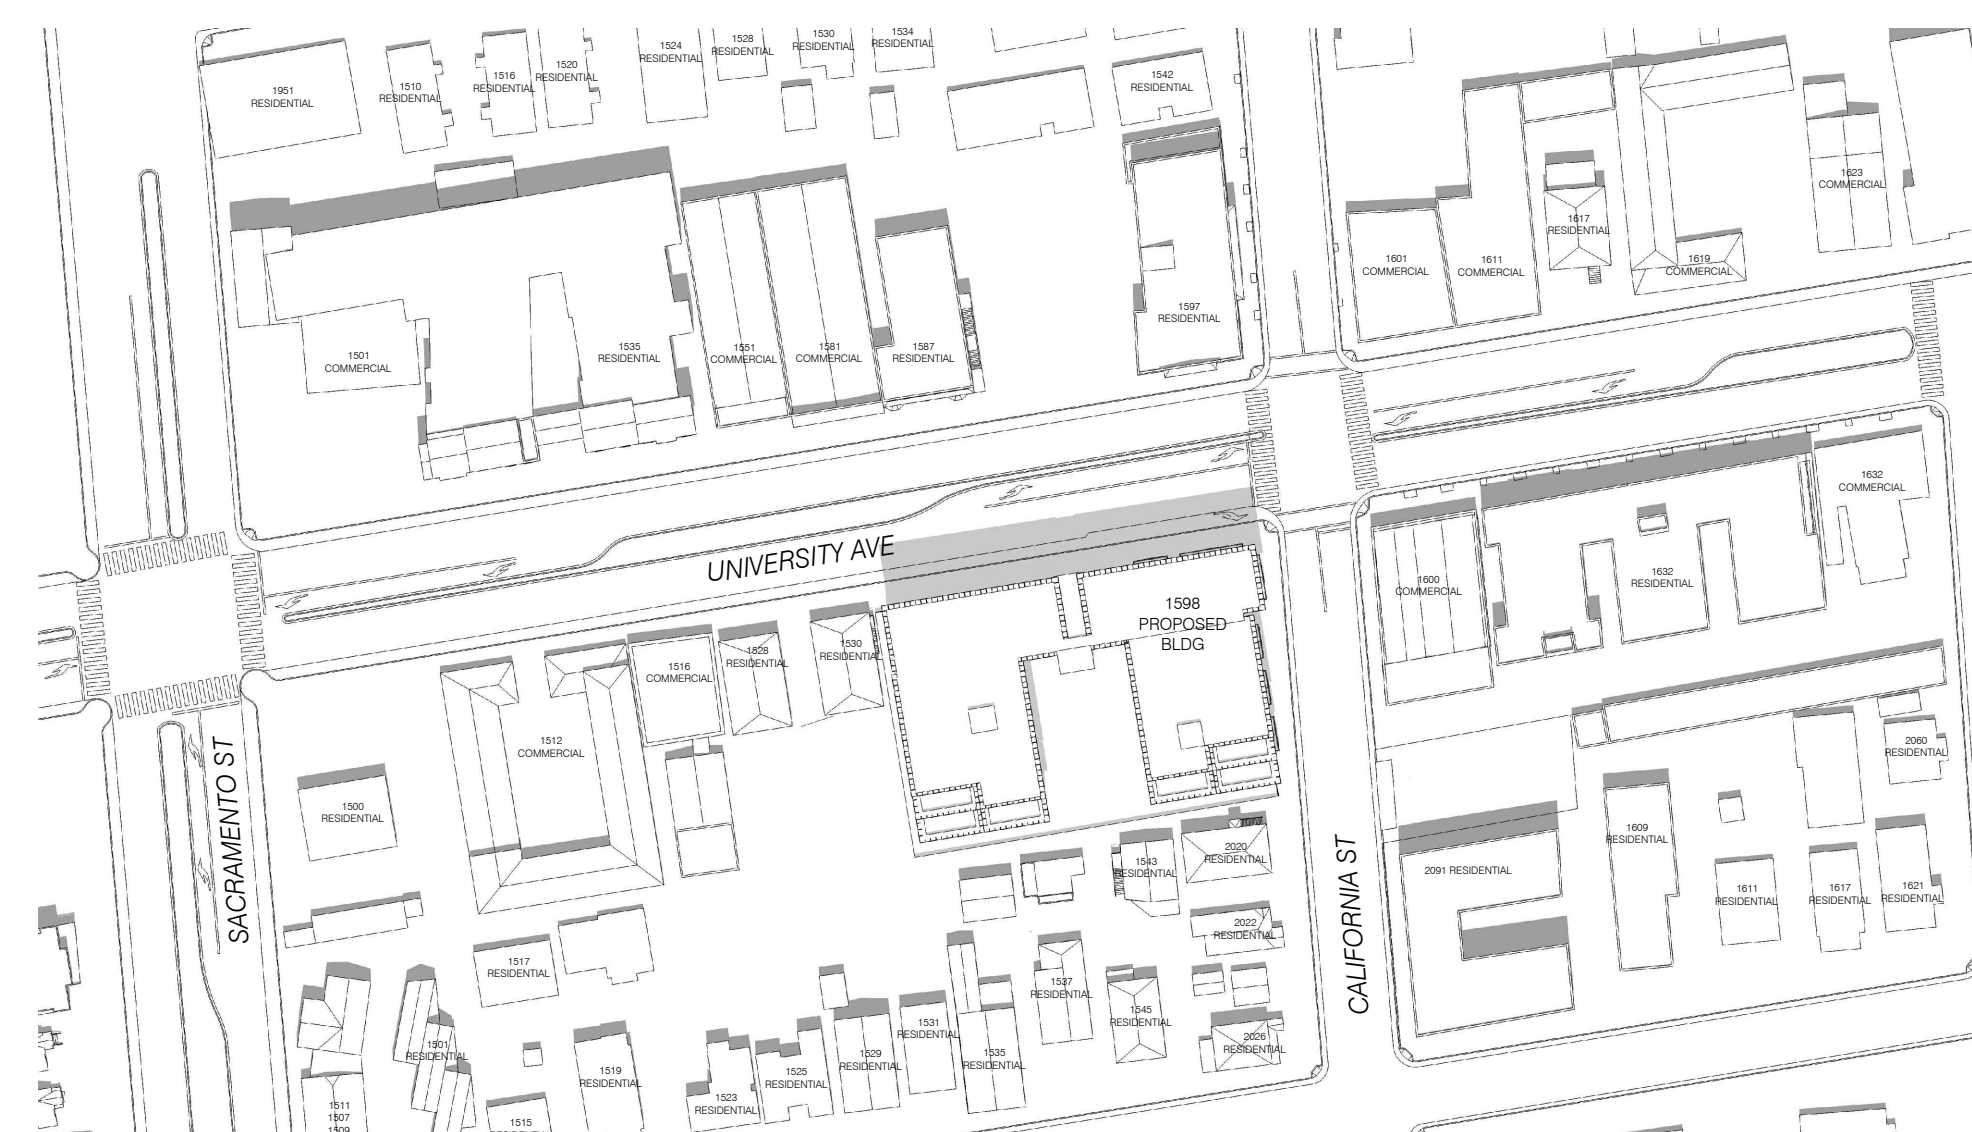 1951
RESIDENTIAL
1510
RESIDENTIAL
1516
RESIDENTIAL
1520
RESIDENTIAL
1524
RESIDENTIAL
1528
RESIDENTIAL
1530
RESIDENTIAL
1534
RESIDENTIAL
1542
RESIDENTIAL
1623
COMMERCIAL
1617
RESIDENTIAL
1601
COMMERCIAL
1611
COMMERCIAL
1619
COMMERCIAL
1597
RESIDENTIAL
1501
COMMERCIAL
1535
RESIDENTIAL
1551
COMMERCIAL
1581
COMMERCIAL
1587
RESIDENTIAL
1632
COMMERCIAL
UNIVERSITY AVE
1600
COMMERCIAL
1632
RESIDENTIAL
1598
PROPOSED
BLDG
1516
COMMERCIAL
1528
RESIDENTIAL
1530
RESIDENTIAL
1512
COMMERCIAL
2060
RESIDENTIAL
SACRAMENTO ST
1500
RESIDENTIAL
1609
RESIDENTIAL
CALIFORNIA ST
1543
RESIDENTIAL
2020
RESIDENTIAL
2091 RESIDENTIAL
1611
RESIDENTIAL
1617
RESIDENTIAL
1621
RESIDENTIAL
2022
RESIDENTIAL
1517
RESIDENTIAL
1537
RESIDENTIAL
1545
RESIDENTIAL
2026
RESIDENTIAL
1501
RESIDENTIAL
1519
RESIDENTIAL
1523
RESIDENTIAL
1525
RESIDENTIAL
1529
RESIDENTIAL
1531
RESIDENTIAL
1535
RESIDENTIAL
1511
1507
1509
1515
RESIDENTIAL